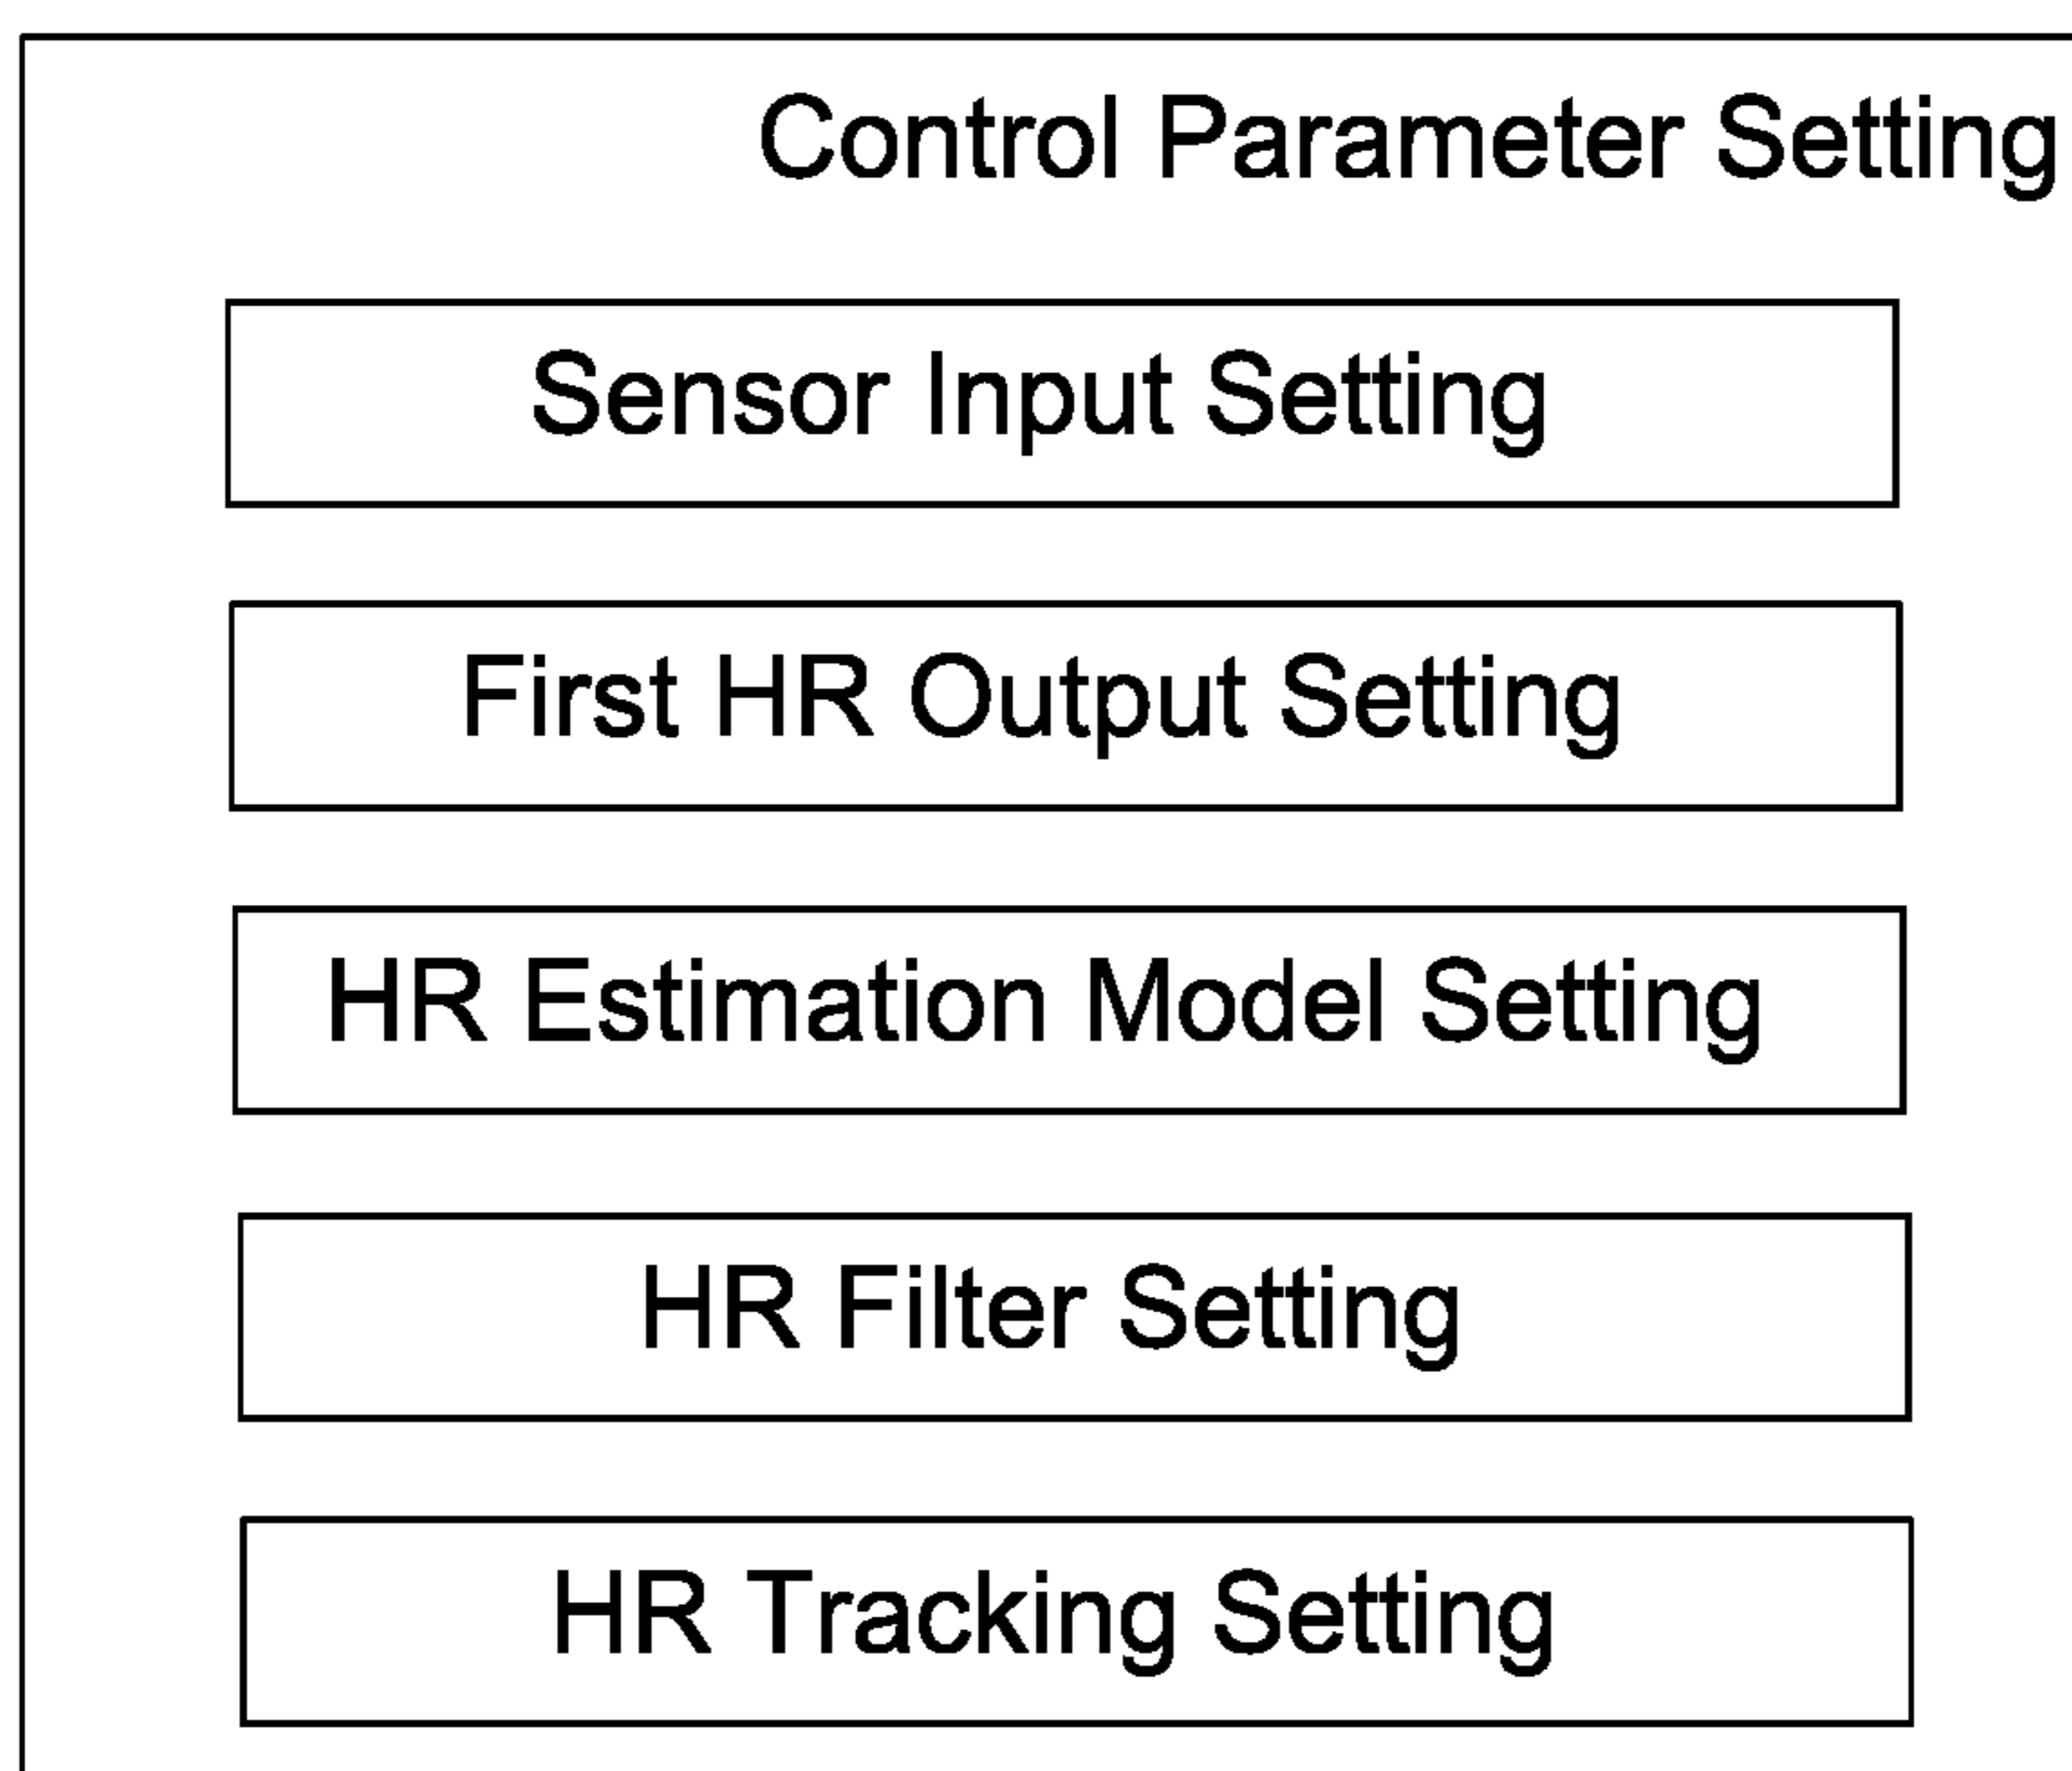 Control Parameter Setting
Sensor Input Setting
First HR Output Setting
HR Estimation Model Setting
HR Filter Setting
HR Tracking Setting